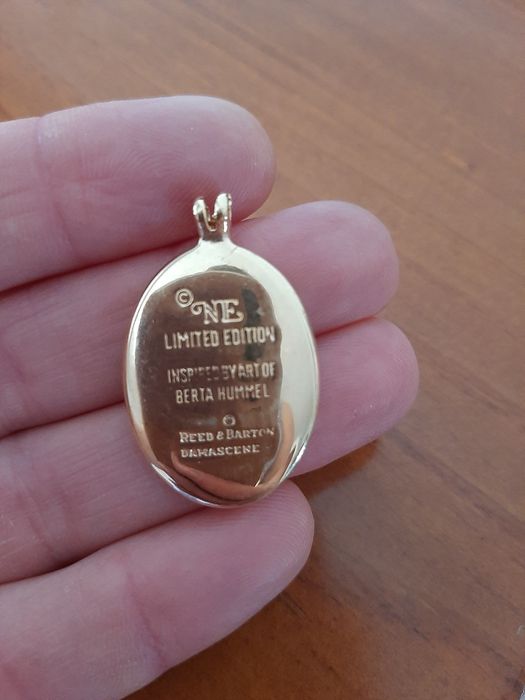 © NE
LIMITED EDITION
INSPIRED BY ART OF
BERTA HUMMEL
©
REED & BARTON
DAMASCENE